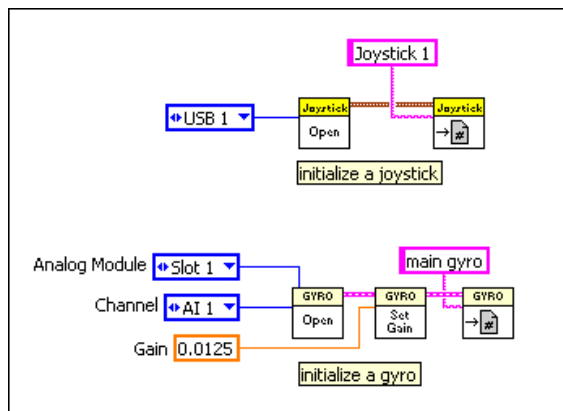 Joystick 1
Joystick Joystick
USB 1 Open → #
initialize a joystick
Analog Module Slot 1 main gyro
GYRO GYRO GYRO
Channel AI 1 Open Set Gain → #
Gain 0.0125
initialize a gyro